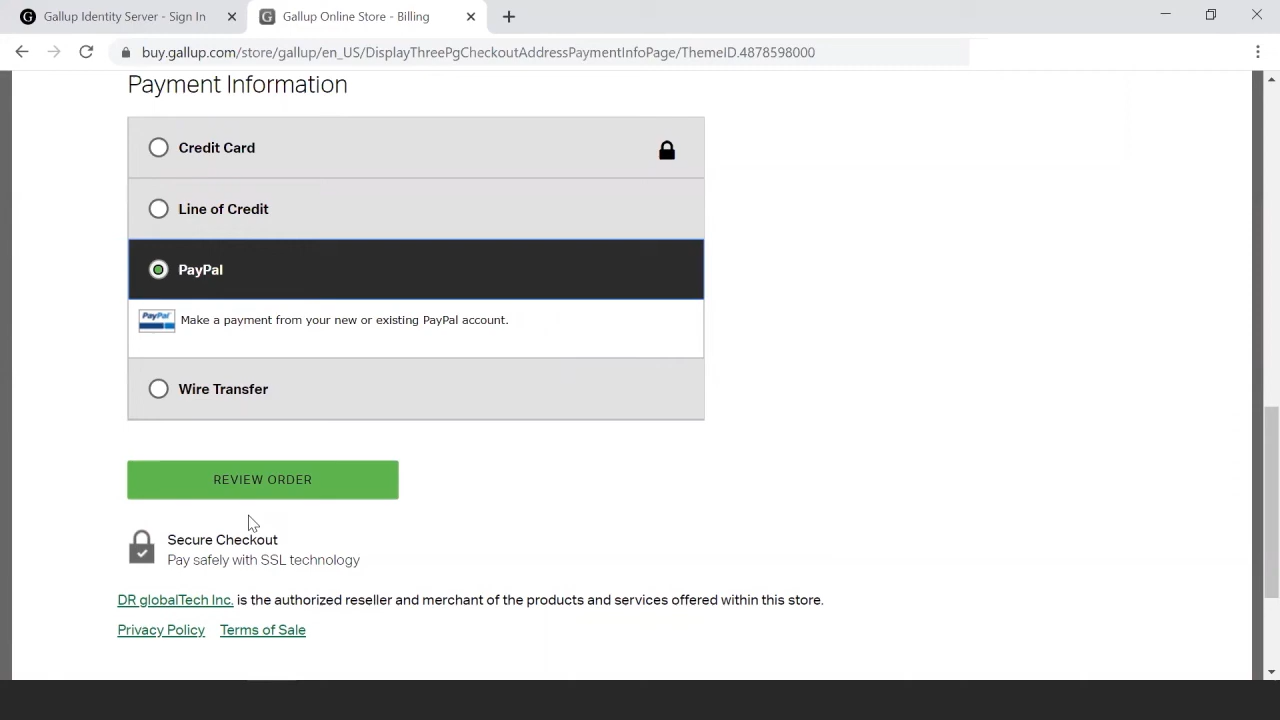 Gallup Identity Server - Sign In
Gallup Online Store - Billing
buy.gallup.com/store/gallup/en_US/DisplayThreePgCheckoutAddressPaymentInfoPage/ThemeID.4878598000
Payment Information
Credit Card
Line of Credit
PayPal
PayPal Make a payment from your new or existing PayPal account.
Wire Transfer
REVIEW ORDER
Secure Checkout
Pay safely with SSL technology
DR globalTech Inc. is the authorized reseller and merchant of the products and services offered within this store.
Privacy Policy Terms of Sale